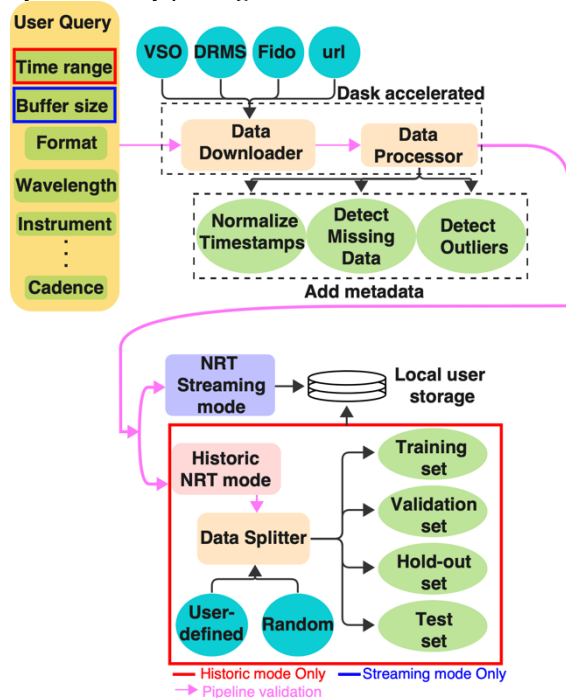 User Query
Time range
Buffer size
Format
Wavelength
Instrument
Cadence
VSO
DRMS
Fido
url
Dask accelerated
Data
Downloader
Data
Processor
Normalize
Timestamps
Detect
Missing
Data
Detect
Outliers
Add metadata
NRT
Streaming
mode
Local user
storage
Historic
NRT mode
Data Splitter
User-
defined
Random
Training
set
Validation
set
Hold-out
set
Test
set
Historic mode Only
Streaming mode Only
Pipeline validation